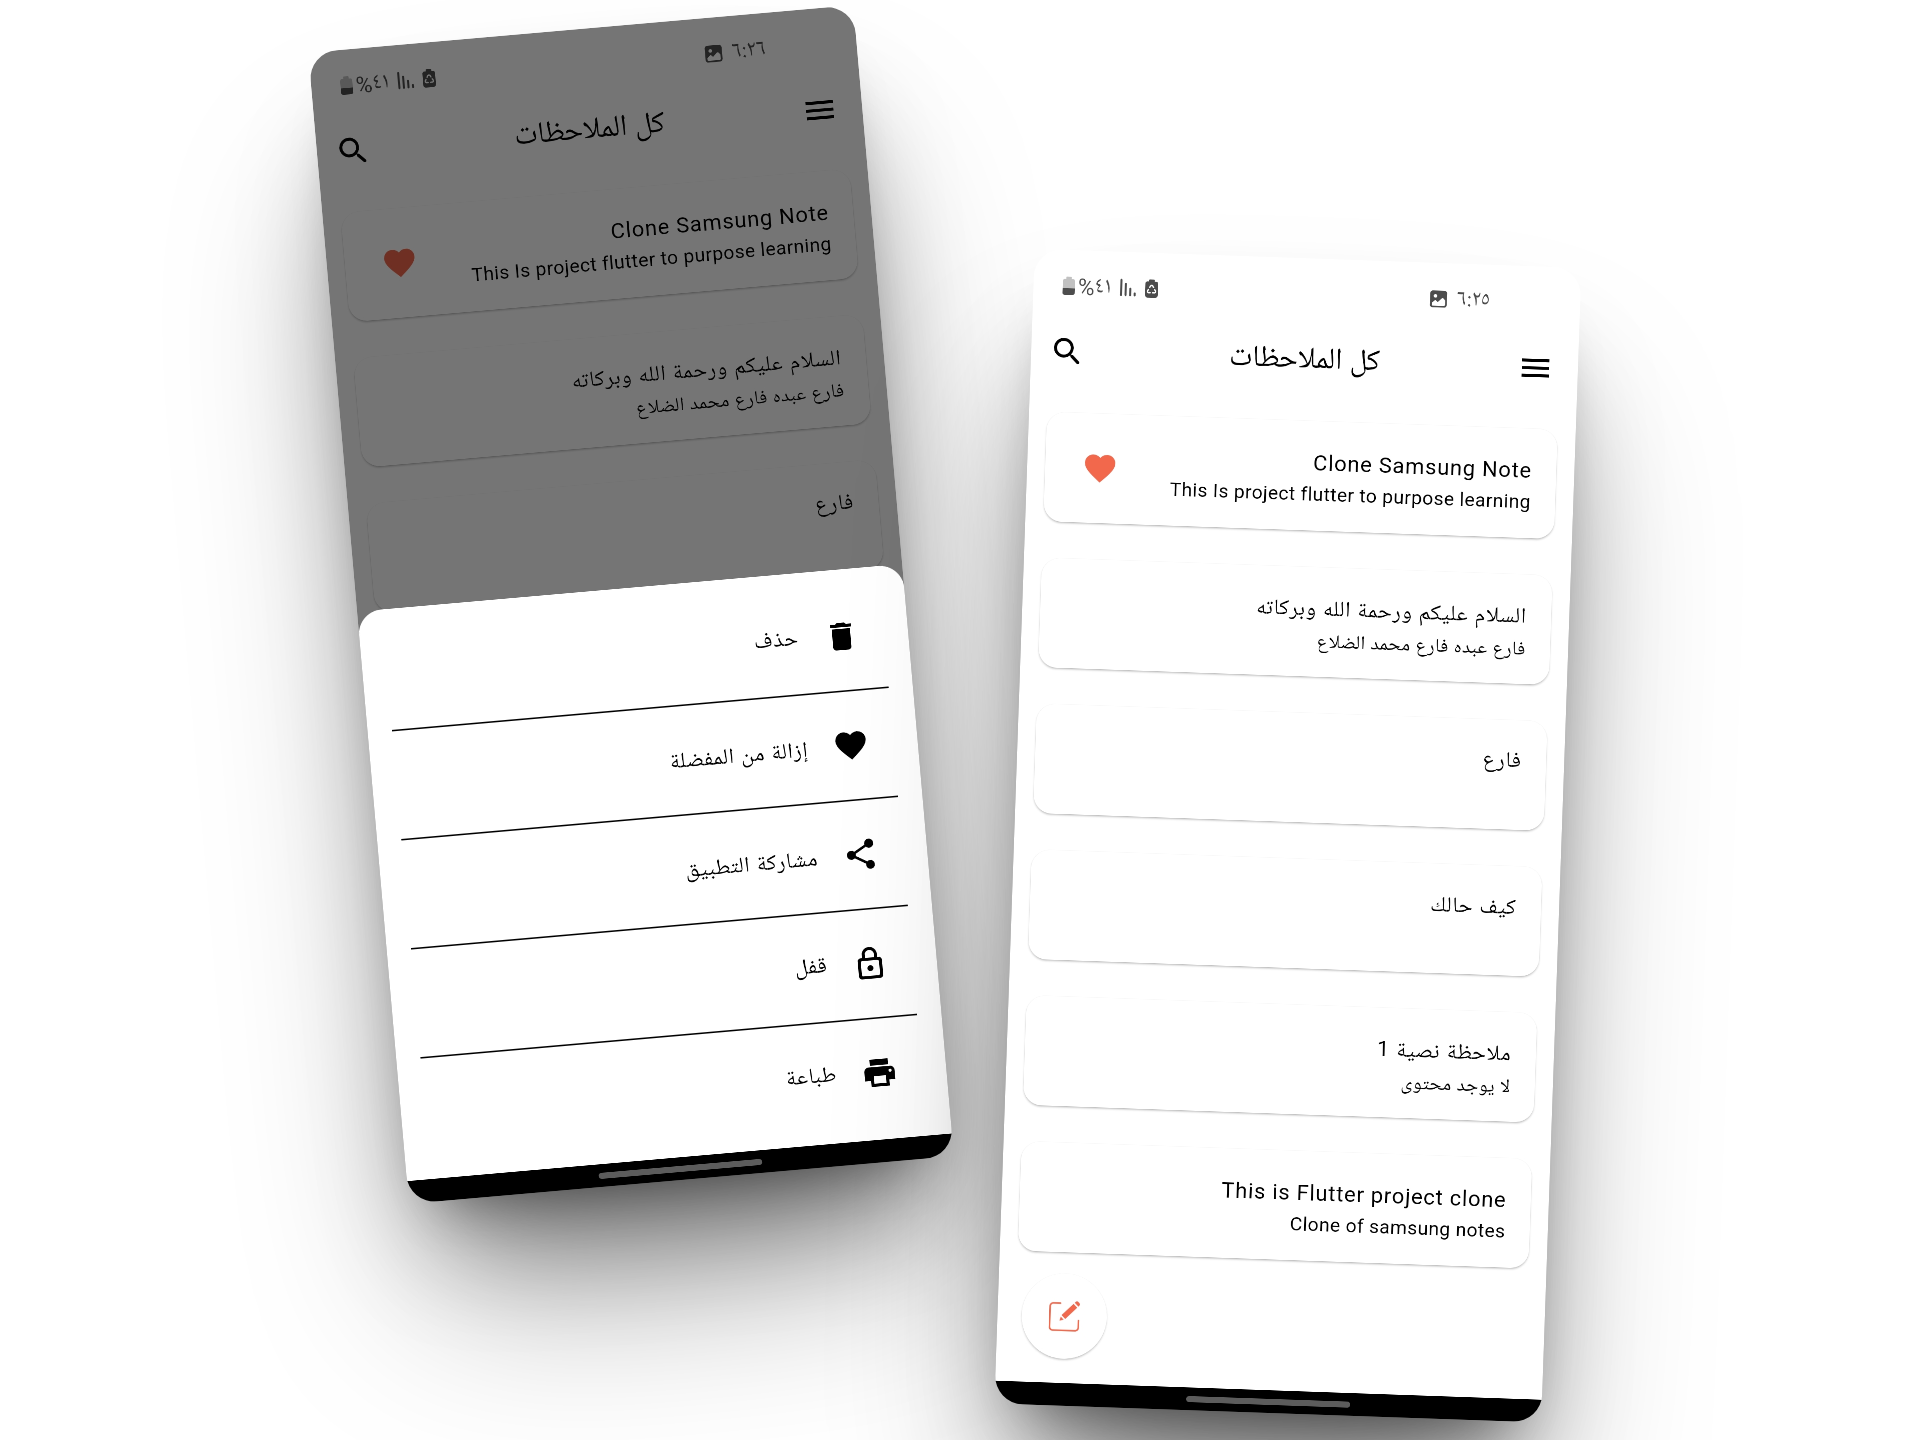 ٦:٢٦
%٤١
كل الملاحظات
Clone Samsung Note
This Is project flutter to purpose learning
السلام عليكم ورحمة الله وبركاته
فارع عبده فارع محمد الضلاع
فارع
حذف
إزالة من المفضلة
مشاركة التطبيق
قفل
طباعة
٦:٢٥
%٤١
كل الملاحظات
Clone Samsung Note
This Is project flutter to purpose learning
السلام عليكم ورحمة الله وبركاته
فارع عبده فارع محمد الضلاع
فارع
كيف حالك
ملاحظة نصية 1
لا يوجد محتوى
This is Flutter project clone
Clone of samsung notes